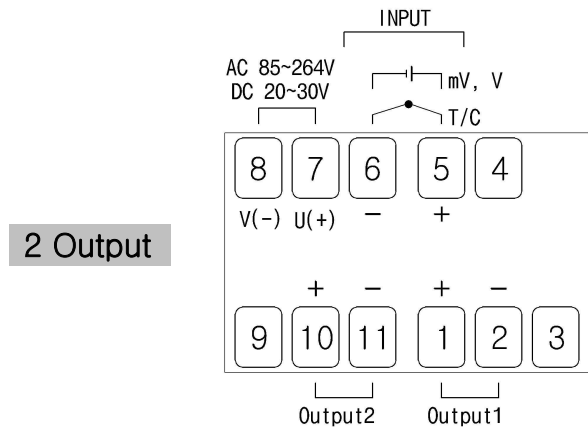 INPUT
AC 85~264V
DC 20~30V
mV, V
T/C
8 7 6 5 4
V(-) U(+) − +
2 Output
+ − + −
9 10 11 1 2 3
Output2 Output1